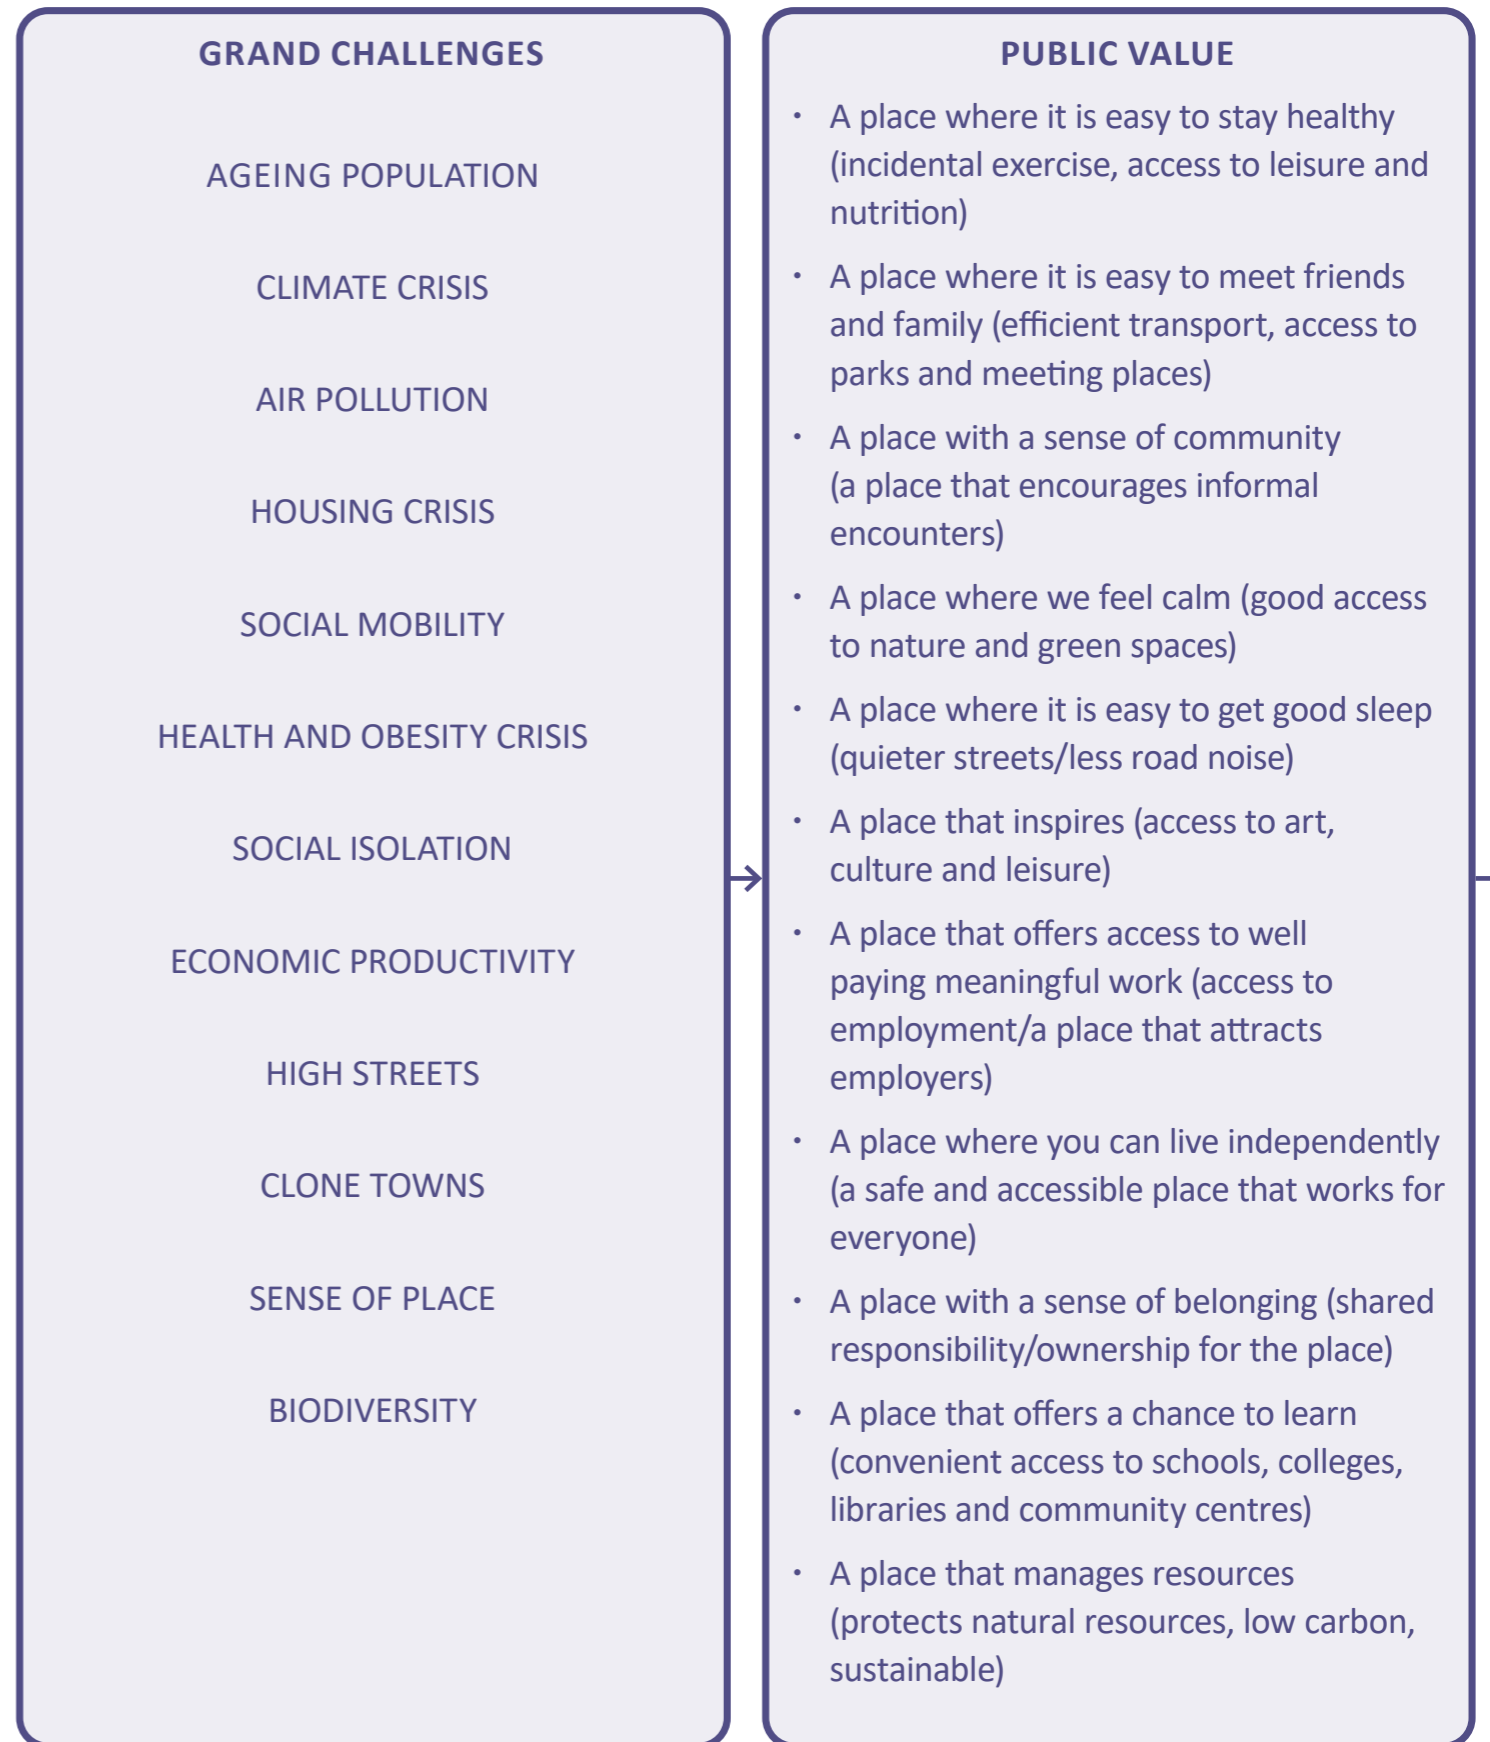 GRAND CHALLENGES
AGEING POPULATION
CLIMATE CRISIS
AIR POLLUTION
HOUSING CRISIS
SOCIAL MOBILITY
HEALTH AND OBESITY CRISIS
SOCIAL ISOLATION
ECONOMIC PRODUCTIVITY
HIGH STREETS
CLONE TOWNS
SENSE OF PLACE
BIODIVERSITY
PUBLIC VALUE
· A place where it is easy to stay healthy
(incidental exercise, access to leisure and
nutrition)
· A place where it is easy to meet friends
and family (efficient transport, access to
parks and meeting places)
· A place with a sense of community
(a place that encourages informal
encounters)
· A place where we feel calm (good access
to nature and green spaces)
· A place where it is easy to get good sleep
(quieter streets/less road noise)
· A place that inspires (access to art,
culture and leisure)
· A place that offers access to well
paying meaningful work (access to
employment/a place that attracts
employers)
· A place where you can live independently
(a safe and accessible place that works for
everyone)
· A place with a sense of belonging (shared
responsibility/ownership for the place)
· A place that offers a chance to learn
(convenient access to schools, colleges,
libraries and community centres)
· A place that manages resources
(protects natural resources, low carbon,
sustainable)